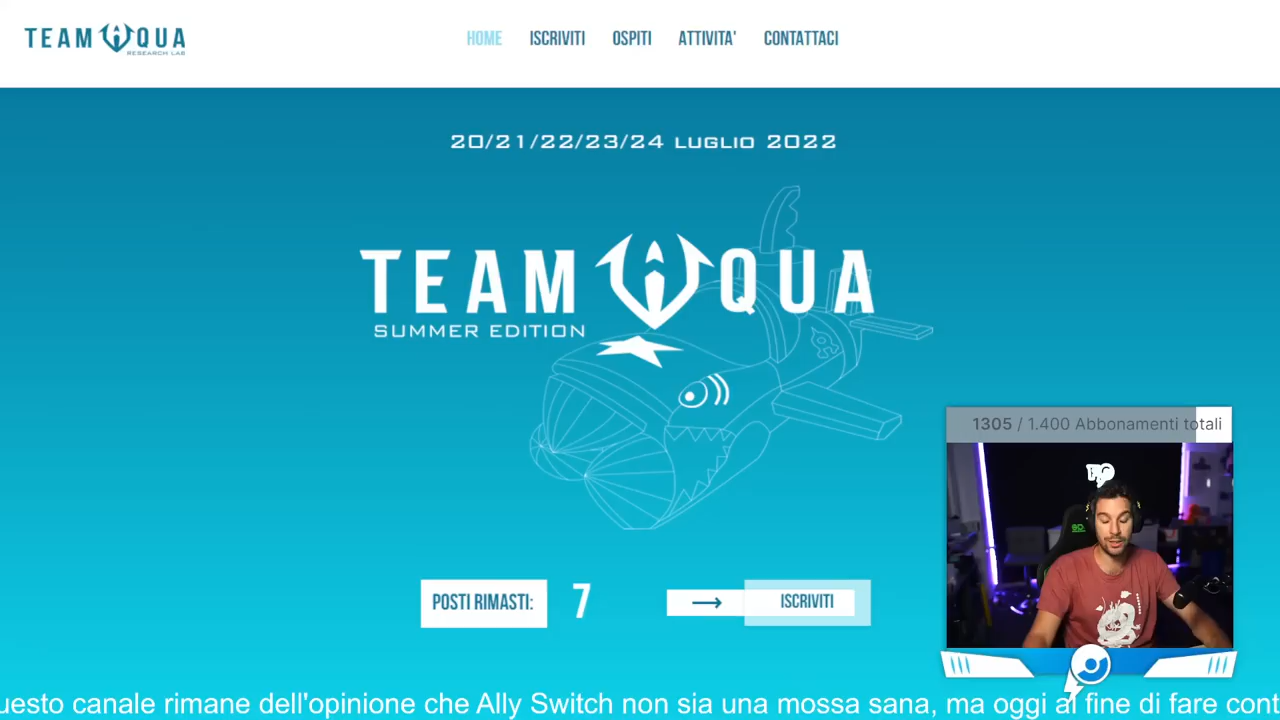 TEAM AQUA
RESEARCH LAB
HOME ISCRIVITI OSPITI ATTIVITA' CONTATTACI
20/21/22/23/24 LUGLIO 2022
TEAM AQUA
SUMMER EDITION
1305 / 1.400 Abbonamenti totali
POSTI RIMASTI: 7 ISCRIVITI
uesto canale rimane dell'opinione che Ally Switch non sia una mossa sana, ma oggi al fine di fare cont